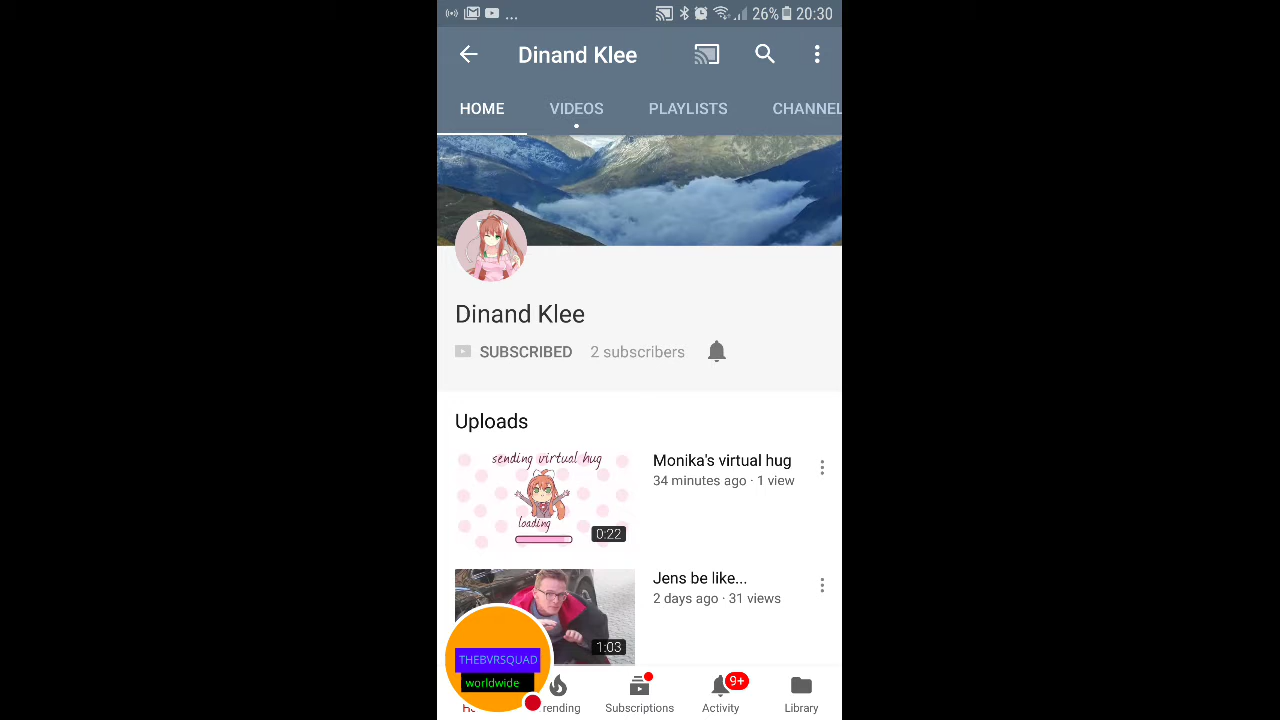 ... 26% 20:30
Dinand Klee
HOME VIDEOS PLAYLISTS CHANNEL
Dinand Klee
SUBSCRIBED 2 subscribers
Uploads
sending virtual hug
loading
0:22
Monika's virtual hug
34 minutes ago · 1 view
1:03
Jens be like...
2 days ago · 31 views
THEBVRSQUAD
worldwide
Ho
rending
Subscriptions
9+
Activity
Library